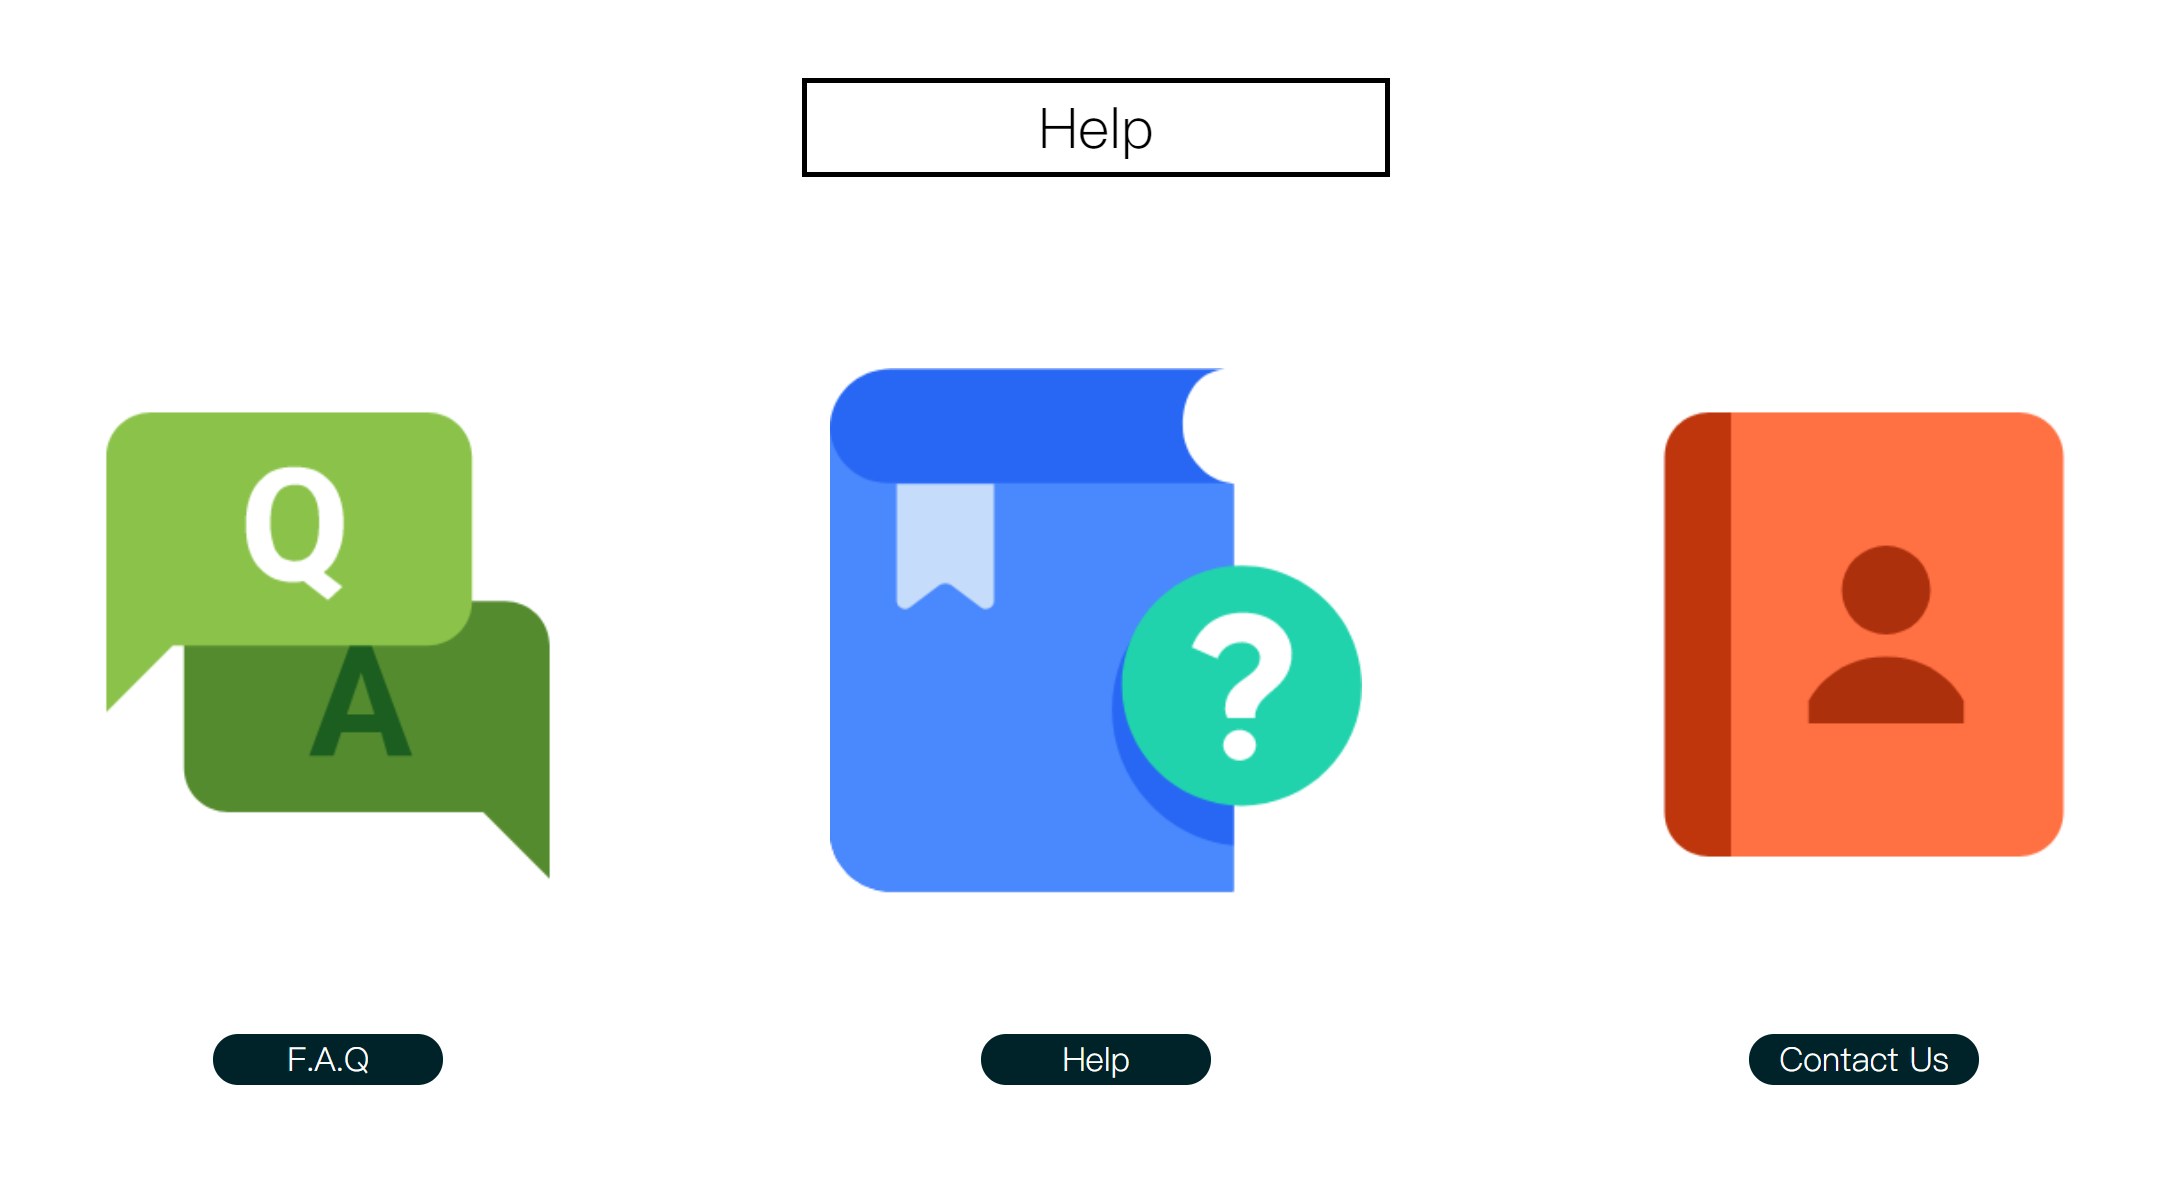 Help
Q
A
?
F.A.Q
Help
Contact Us